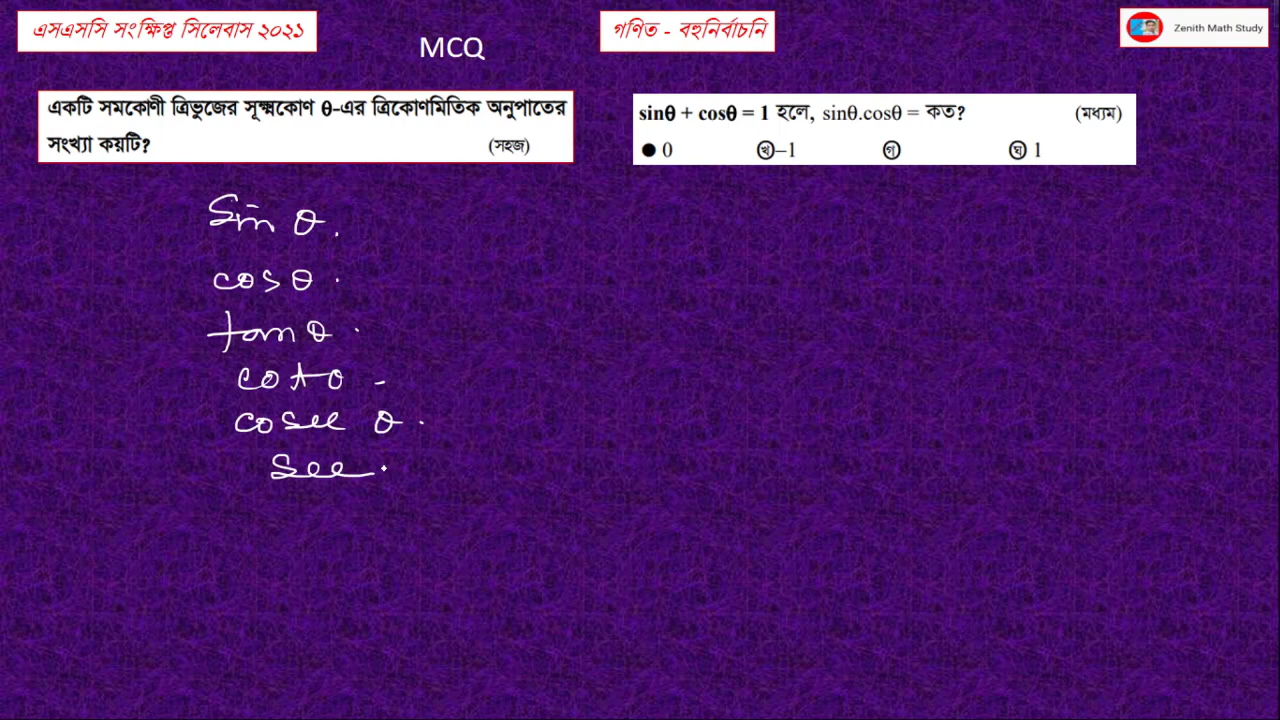 এসএসসি সংক্ষিপ্ত সিলেবাস ২০২১
MCQ
গণিত - বহুনির্বাচনি
Zenith Math Study
একটি সমকোণী ত্রিভুজের সূক্ষ্মকোণ θ-এর ত্রিকোণমিতিক অনুপাতের
সংখ্যা কয়টি? (সহজ)
sinθ + cosθ = 1 হলে, sinθ.cosθ = কত? (মধ্যম)
● 0 ⓚ খ −1 গ ঘ 1
sin θ.
cos θ .
tan θ .
cot θ -
cosec θ .
sec .